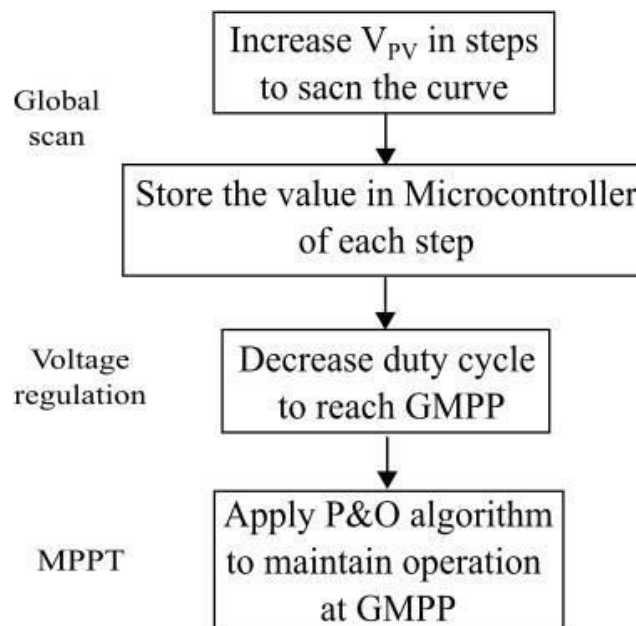 Increase VPV in steps
to sacn the curve
Global
scan
Store the value in Microcontroller
of each step
Voltage
regulation
Decrease duty cycle
to reach GMPP
MPPT
Apply P&O algorithm
to maintain operation
at GMPP